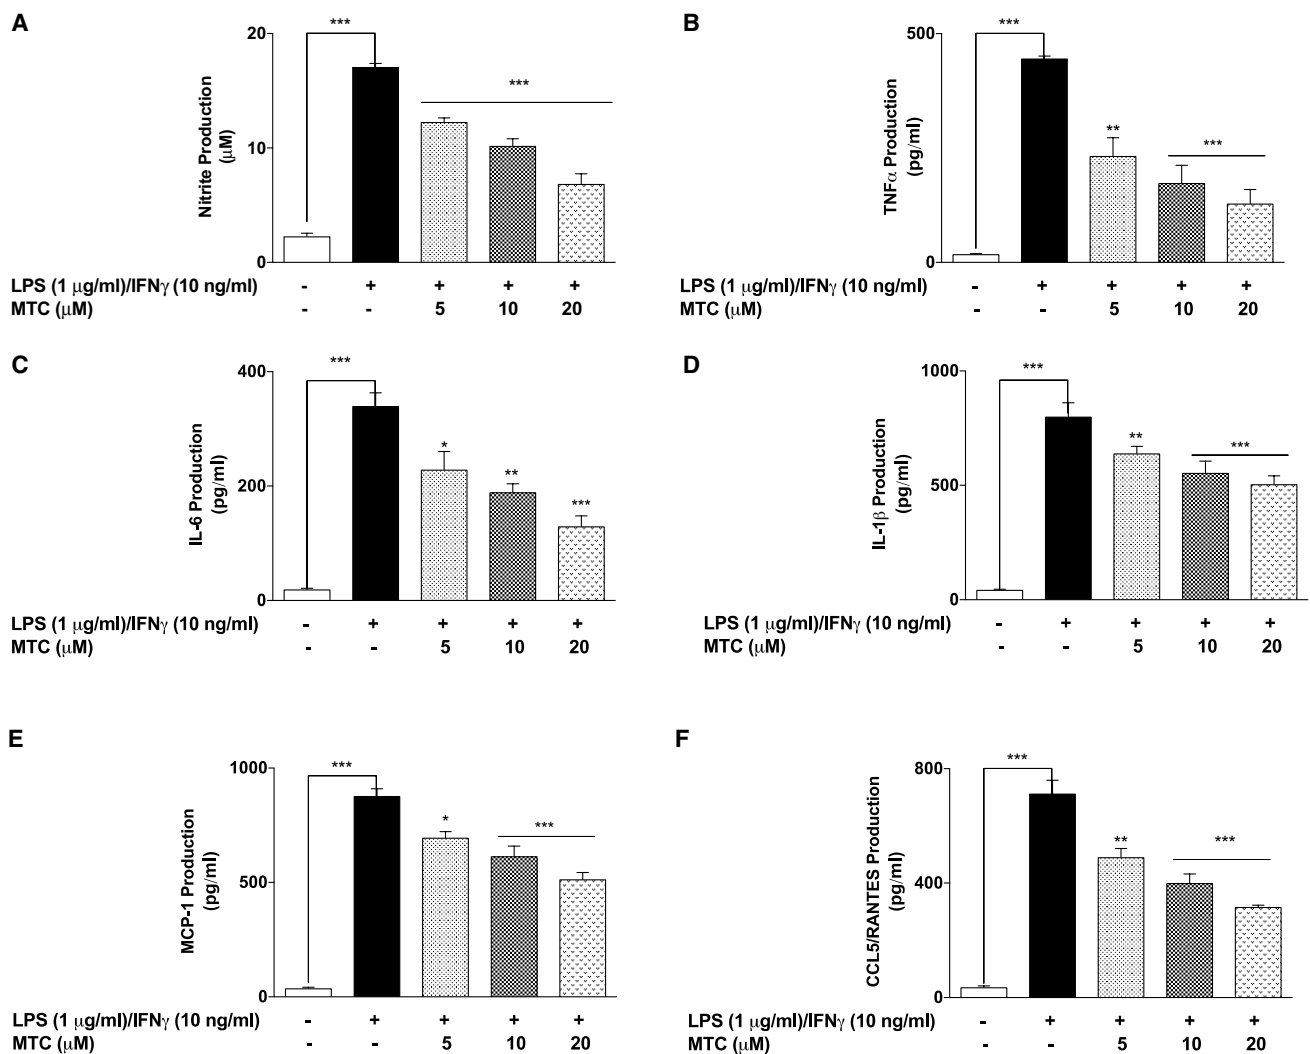 A
Nitrite Production
(μM)
20
10
0
***
***
LPS (1 μg/ml)/IFNγ (10 ng/ml) - + + + +
MTC (μM) - - 5 10 20
B
TNFα Production
(pg/ml)
500
0
***
**
***
LPS (1 μg/ml)/IFNγ (10 ng/ml) - + + + +
MTC (μM) - - 5 10 20
C
IL-6 Production
(pg/ml)
400
200
0
***
*
**
***
LPS (1 μg/ml)/IFNγ (10 ng/ml) - + + + +
MTC (μM) - - 5 10 20
D
IL-1β Production
(pg/ml)
1000
500
0
***
**
***
LPS (1 μg/ml)/IFNγ (10 ng/ml) - + + + +
MTC (μM) - - 5 10 20
E
MCP-1 Production
(pg/ml)
1000
500
0
***
*
***
LPS (1 μg/ml)/IFNγ (10 ng/ml) - + + + +
MTC (μM) - - 5 10 20
F
CCL5/RANTES Production
(pg/ml)
800
400
0
***
**
***
LPS (1 μg/ml)/IFNγ (10 ng/ml) - + + + +
MTC (μM) - - 5 10 20